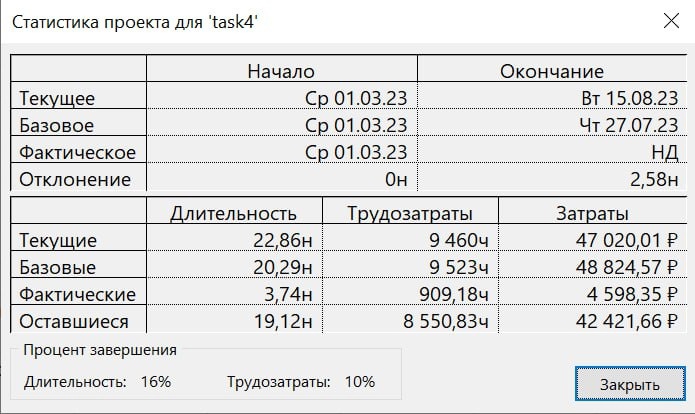 Статистика проекта для 'task4'
Начало Окончание
Текущее Ср 01.03.23 Вт 15.08.23
Базовое Ср 01.03.23 Чт 27.07.23
Фактическое Ср 01.03.23 НД
Отклонение 0н 2,58н
Длительность Трудозатраты Затраты
Текущие 22,86н 9 460ч 47 020,01 ₽
Базовые 20,29н 9 523ч 48 824,57 ₽
Фактические 3,74н 909,18ч 4 598,35 ₽
Оставшиеся 19,12н 8 550,83ч 42 421,66 ₽
Процент завершения
Длительность: 16% Трудозатраты: 10%
Закрыть